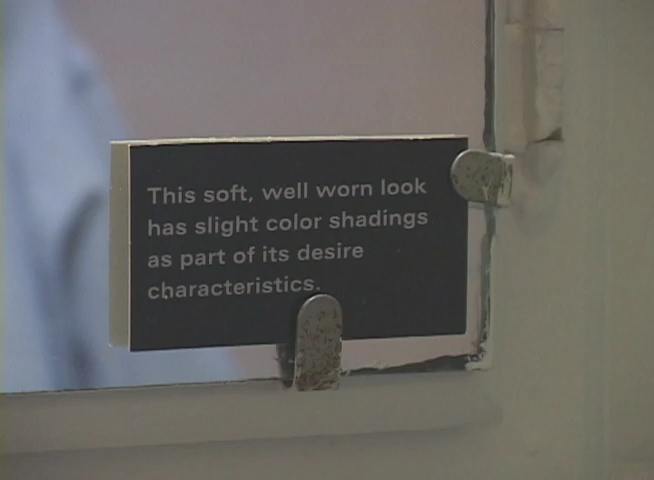 This soft, well worn look
has slight color shadings
as part of its desire
characteristics.